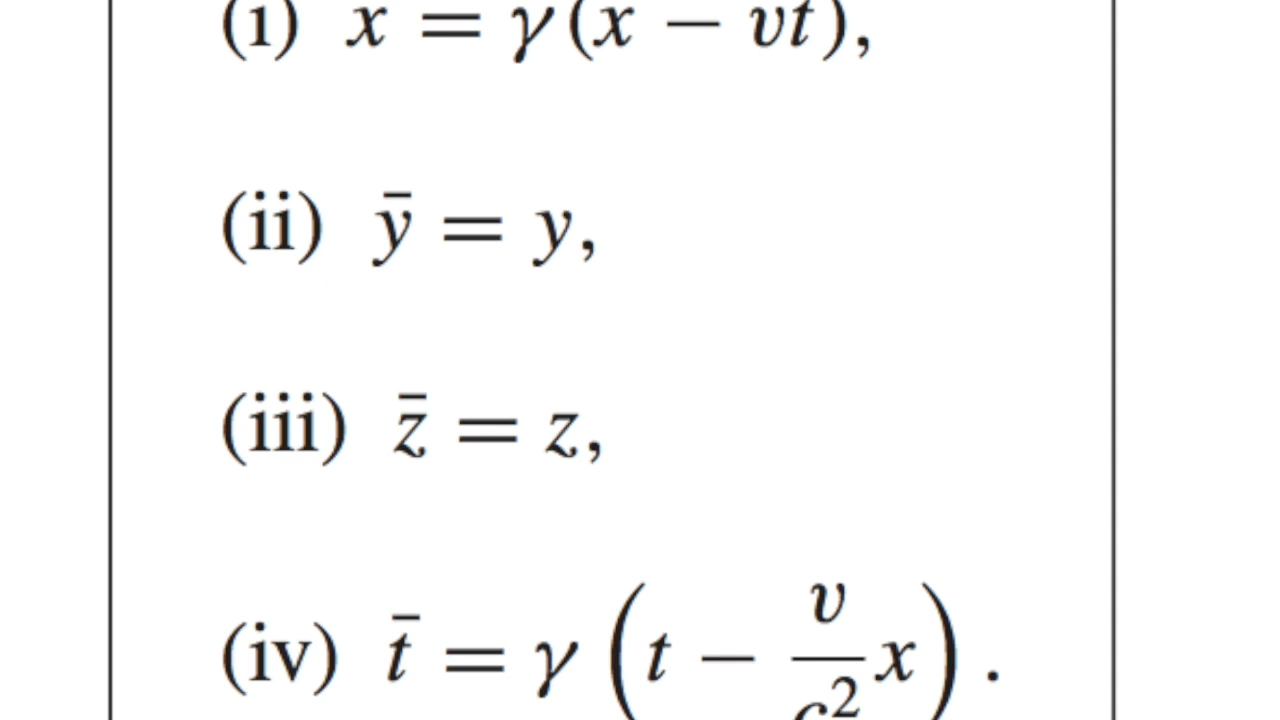 (i) x = γ(x − vt),
(ii) ȳ = y,
(iii) z̄ = z,
(iv) t̄ = γ (t − v/c² x).